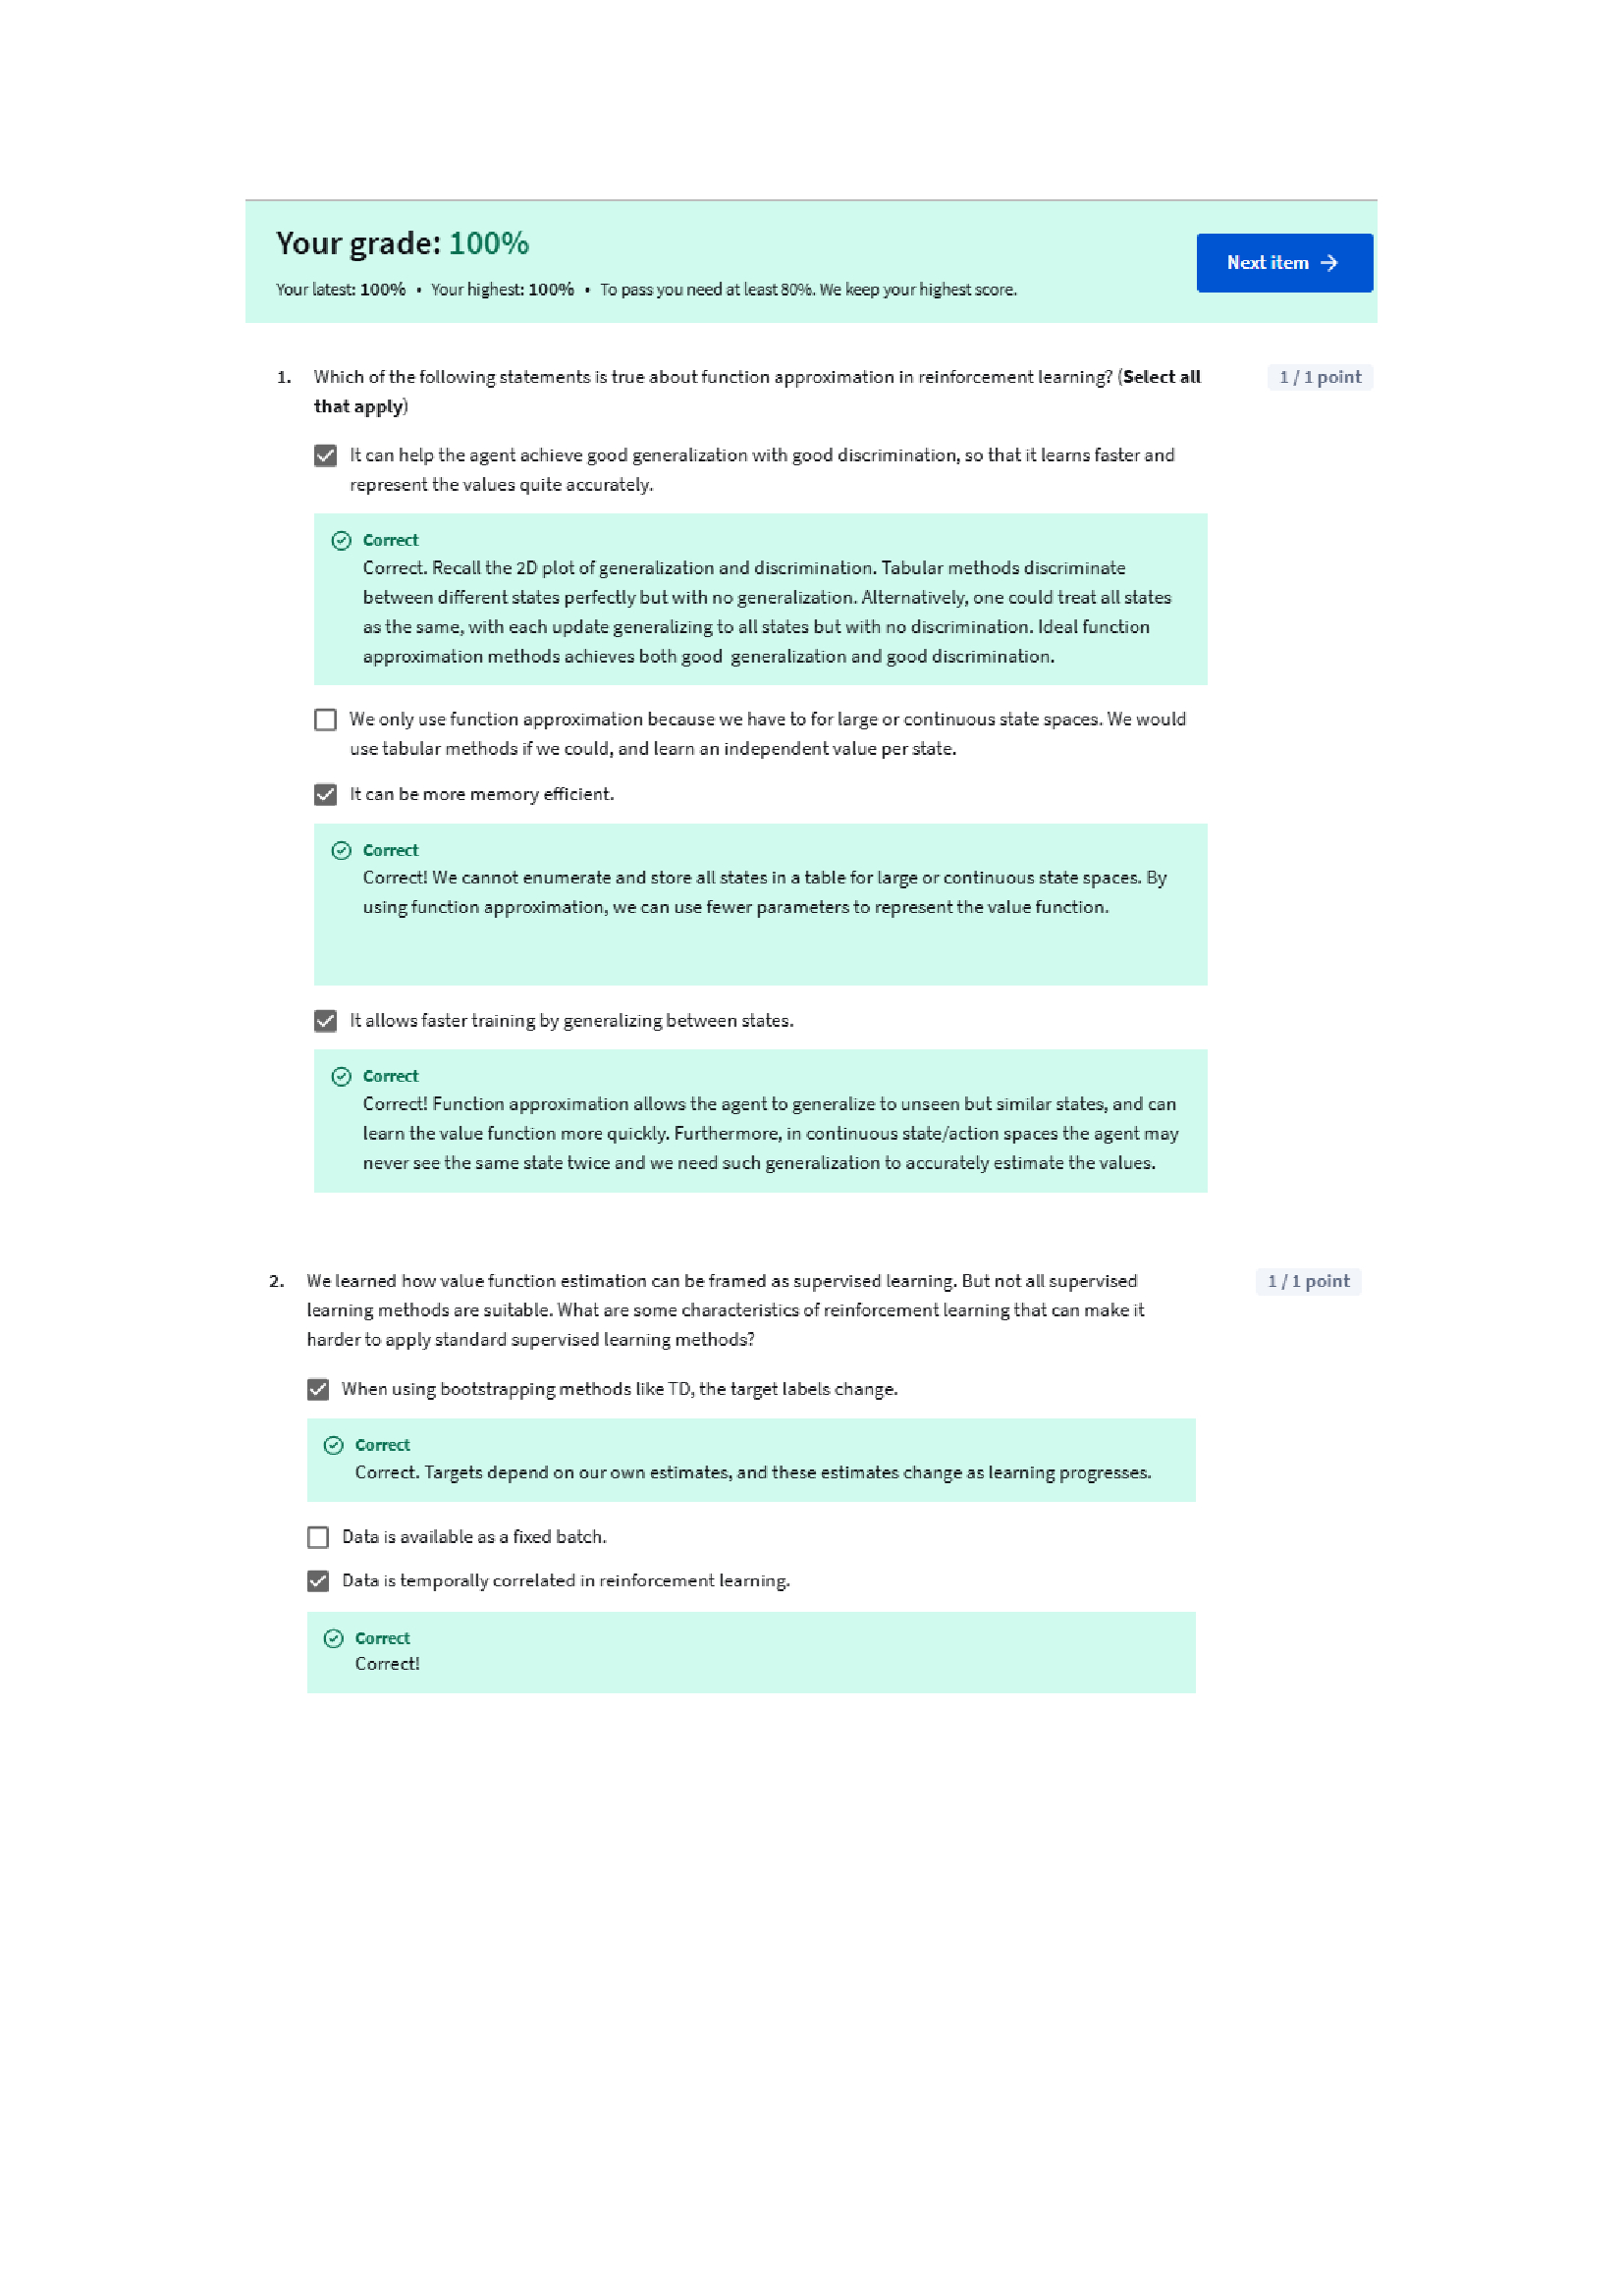 Your grade: 100%
Next item →
Your latest: 100% • Your highest: 100% • To pass you need at least 80%. We keep your highest score.
1. Which of the following statements is true about function approximation in reinforcement learning? (Select all
that apply)
1 / 1 point
It can help the agent achieve good generalization with good discrimination, so that it learns faster and
represent the values quite accurately.
Correct
Correct. Recall the 2D plot of generalization and discrimination. Tabular methods discriminate
between different states perfectly but with no generalization. Alternatively, one could treat all states
as the same, with each update generalizing to all states but with no discrimination. Ideal function
approximation methods achieves both good generalization and good discrimination.
We only use function approximation because we have to for large or continuous state spaces. We would
use tabular methods if we could, and learn an independent value per state.
It can be more memory efficient.
Correct
Correct! We cannot enumerate and store all states in a table for large or continuous state spaces. By
using function approximation, we can use fewer parameters to represent the value function.
It allows faster training by generalizing between states.
Correct
Correct! Function approximation allows the agent to generalize to unseen but similar states, and can
learn the value function more quickly. Furthermore, in continuous state/action spaces the agent may
never see the same state twice and we need such generalization to accurately estimate the values.
2. We learned how value function estimation can be framed as supervised learning. But not all supervised
learning methods are suitable. What are some characteristics of reinforcement learning that can make it
harder to apply standard supervised learning methods?
1 / 1 point
When using bootstrapping methods like TD, the target labels change.
Correct
Correct. Targets depend on our own estimates, and these estimates change as learning progresses.
Data is available as a fixed batch.
Data is temporally correlated in reinforcement learning.
Correct
Correct!